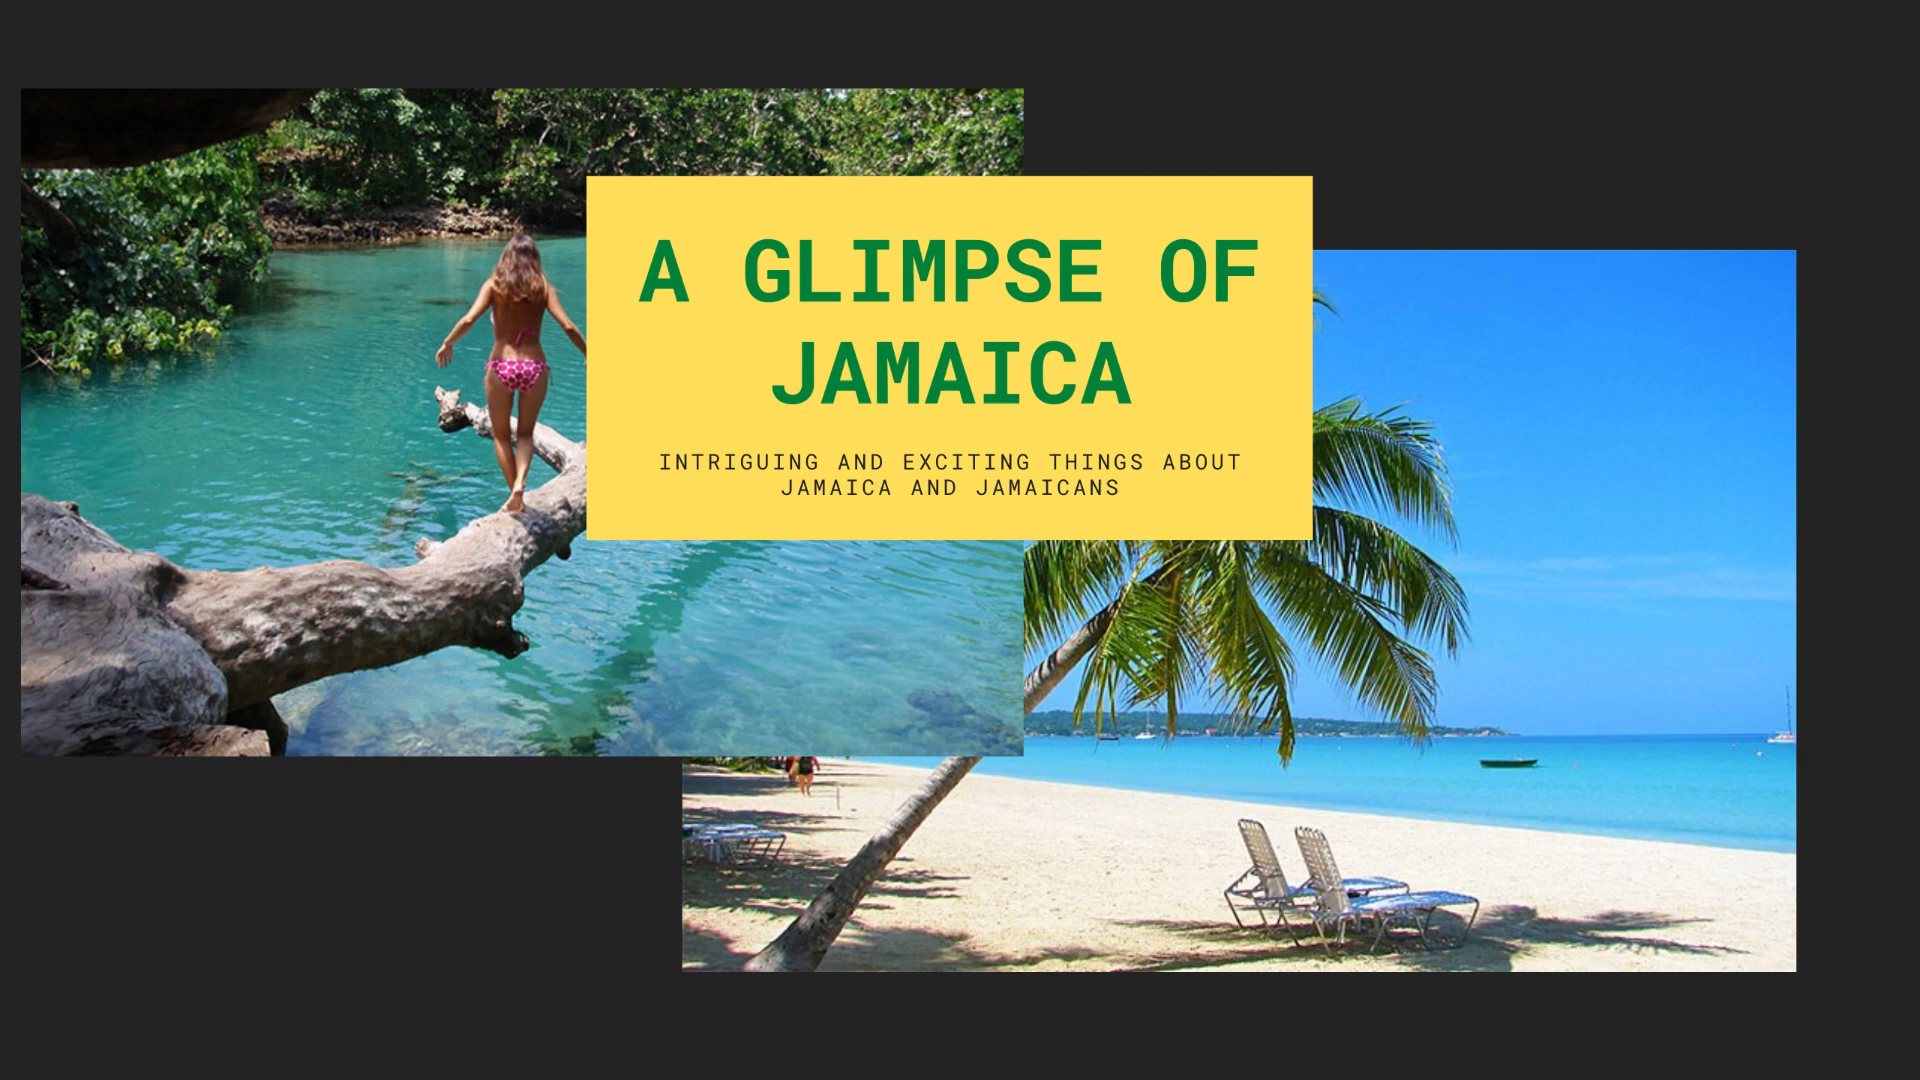 A GLIMPSE OF
JAMAICA
INTRIGUING AND EXCITING THINGS ABOUT
JAMAICA AND JAMAICANS